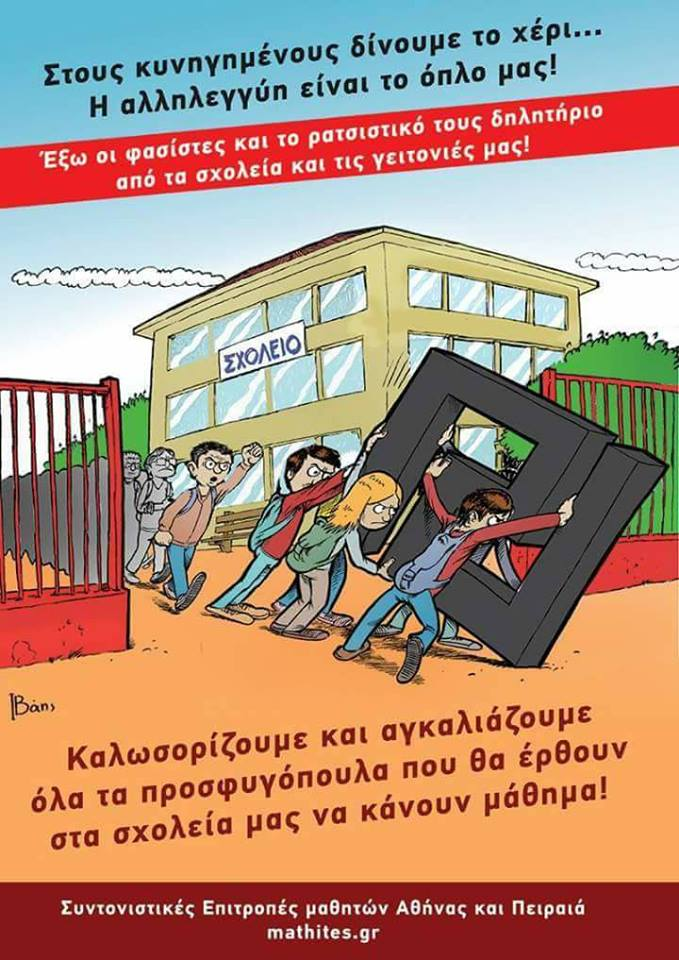 Στους κυνηγημένους δίνουμε το χέρι...
Η αλληλεγγύη είναι το όπλο μας!
Έξω οι φασίστες και το ρατσιστικό τους δηλητήριο
από τα σχολεία και τις γειτονιές μας!
ΣΧΟΛΕΙΟ
Καλωσορίζουμε και αγκαλιάζουμε
όλα τα προσφυγόπουλα που θα έρθουν
στα σχολεία μας να κάνουν μάθημα!
Συντονιστικές Επιτροπές μαθητών Αθήνας και Πειραιά
mathites.gr